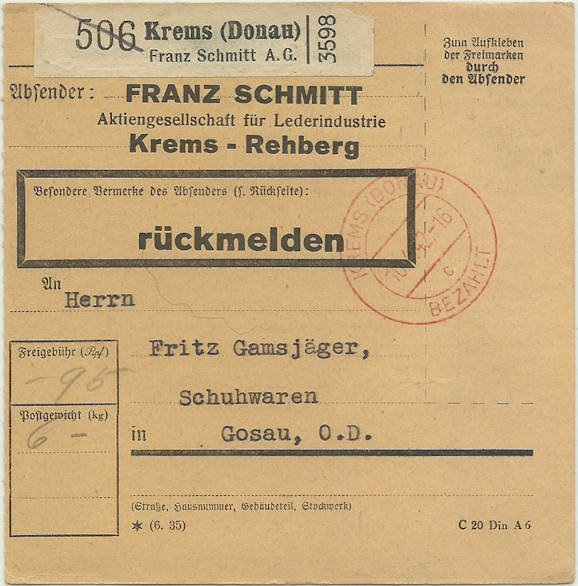 506 Krems (Donau)
Franz Schmitt A.G.
3598
Zum Aufkleben
der Freimarken
durch
den Absender
Absender: FRANZ SCHMITT
Aktiengesellschaft für Lederindustrie
Krems - Rehberg
Besondere Vermerke des Absenders (s. Rückseite):
rückmelden
KREMS (DONAU)
-16
c
BEZAHLT
An
Herrn
Fritz Gamsjäger,
Schuhwaren
in Gosau, O.D.
Freigebühr (Rpf)
-95
Postgewicht (kg)
6 -
(Straße, Hausnummer, Gebäudeteil, Stockwerk)
* (6. 35)
C 20 Din A 6